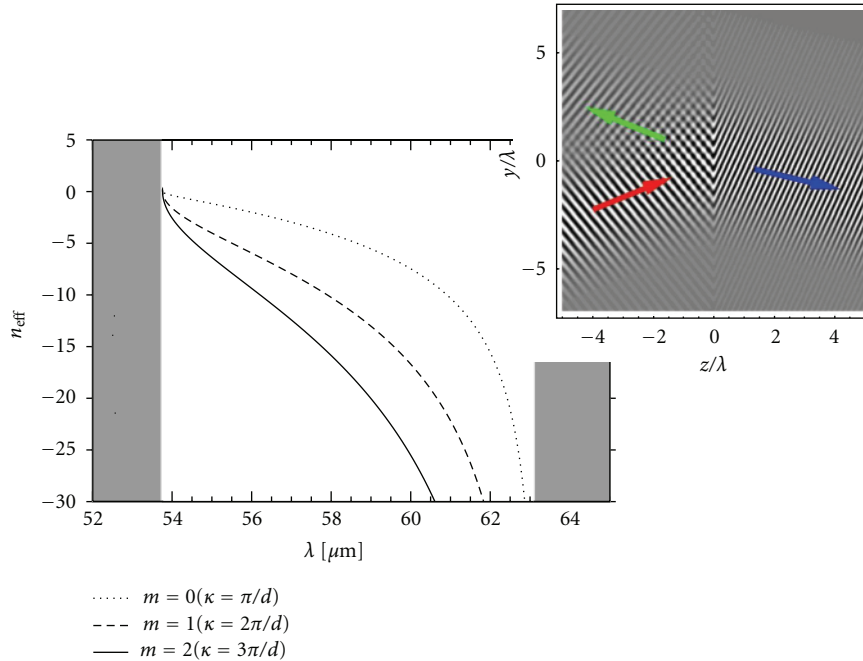 5
0
−5
−10
−15
−20
−25
−30
n_eff
52 54 56 58 60 62 64
λ [μm]
5
0
−5
y/λ
−4 −2 0 2 4
z/λ
m = 0(κ = π/d)
m = 1(κ = 2π/d)
m = 2(κ = 3π/d)